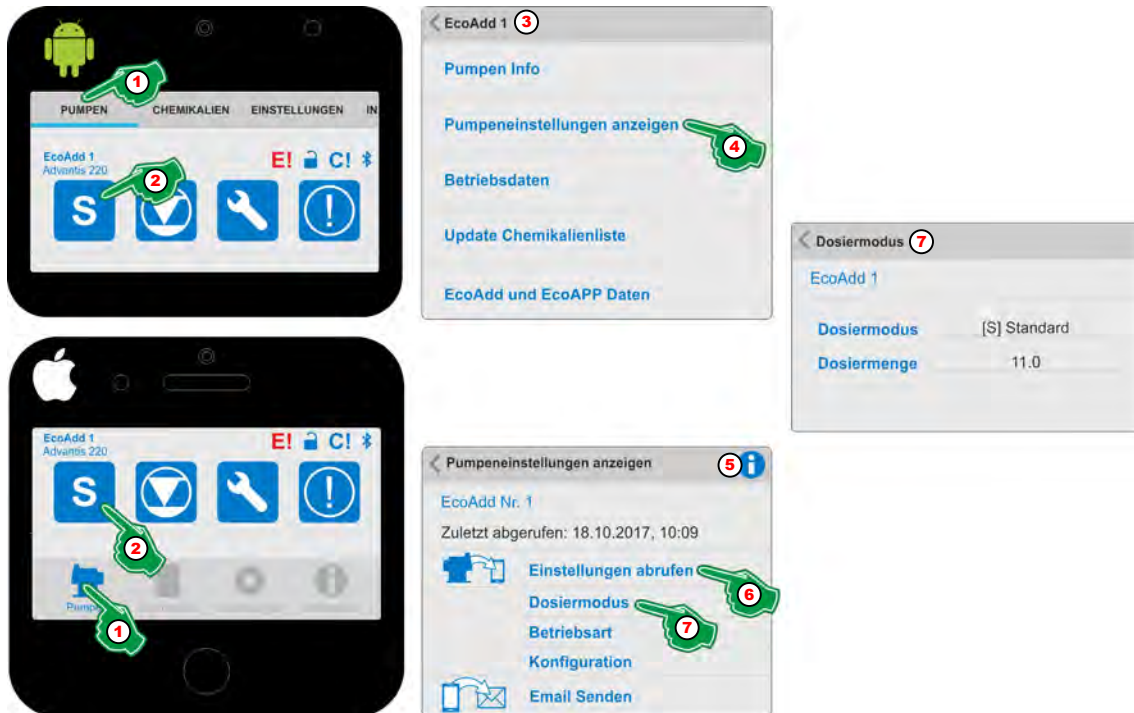 1
PUMPEN CHEMIKALIEN EINSTELLUNGEN IN
EcoAdd 1
Advantis 220
E! C!
2
S
!
EcoAdd 1 3
Pumpen Info
Pumpeneinstellungen anzeigen
4
Betriebsdaten
Update Chemikalienliste
EcoAdd und EcoAPP Daten
Dosiermodus 7
EcoAdd 1
Dosiermodus [S] Standard
Dosiermenge 11.0
EcoAdd 1
Advantis 220
E! C!
S
!
2
1
Pumpeneinstellungen anzeigen 5 i
EcoAdd Nr. 1
Zuletzt abgerufen: 18.10.2017, 10:09
Einstellungen abrufen
6
Dosiermodus
7
Betriebsart
Konfiguration
Email Senden